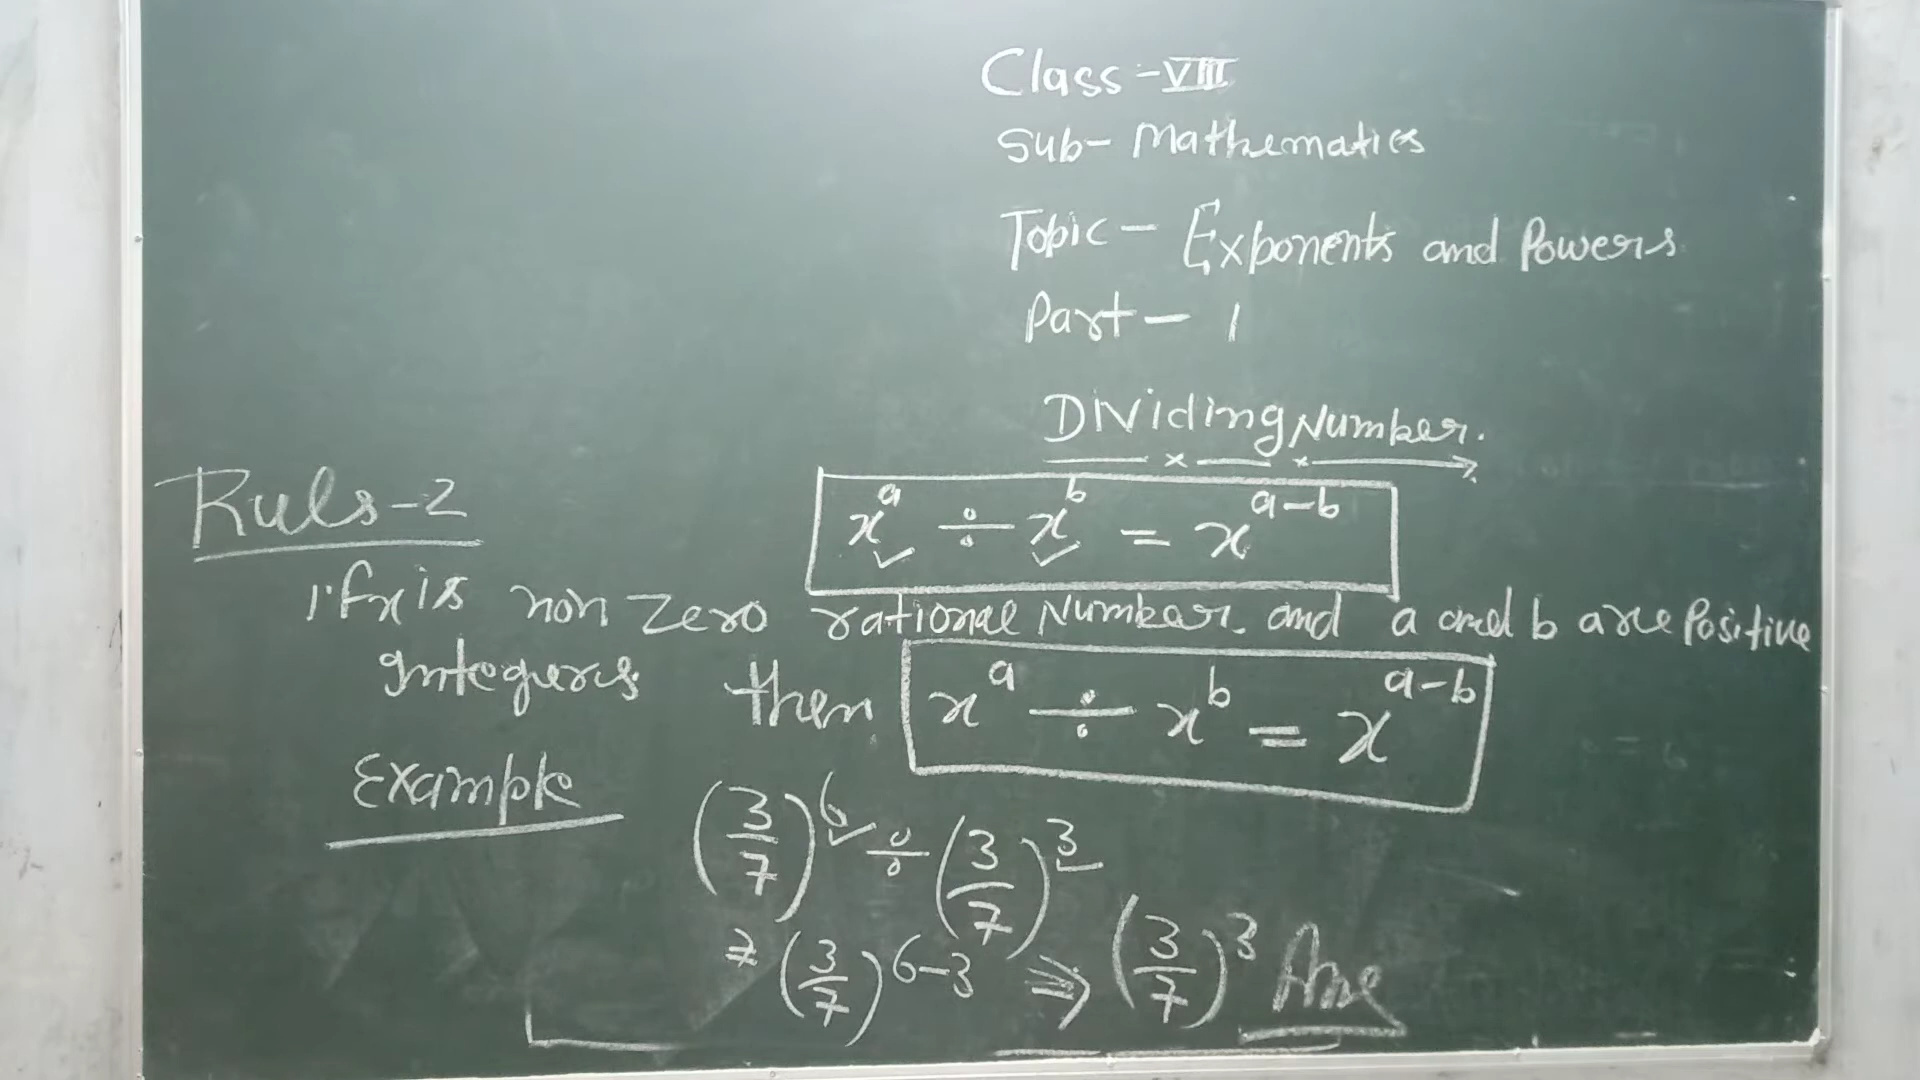 Class - VIII
Sub- Mathematics
Topic - Exponents and Powers
Part - 1
Dividing Number.
Ruls-2
x^a ÷ x^b = x^(a-b)
if x is non zero rational Number and a and b are Positive
integers then x^a ÷ x^b = x^(a-b)
Example
(3/7)^6 ÷ (3/7)^3
⇒ (3/7)^(6-3) ⇒ (3/7)^3 Ans